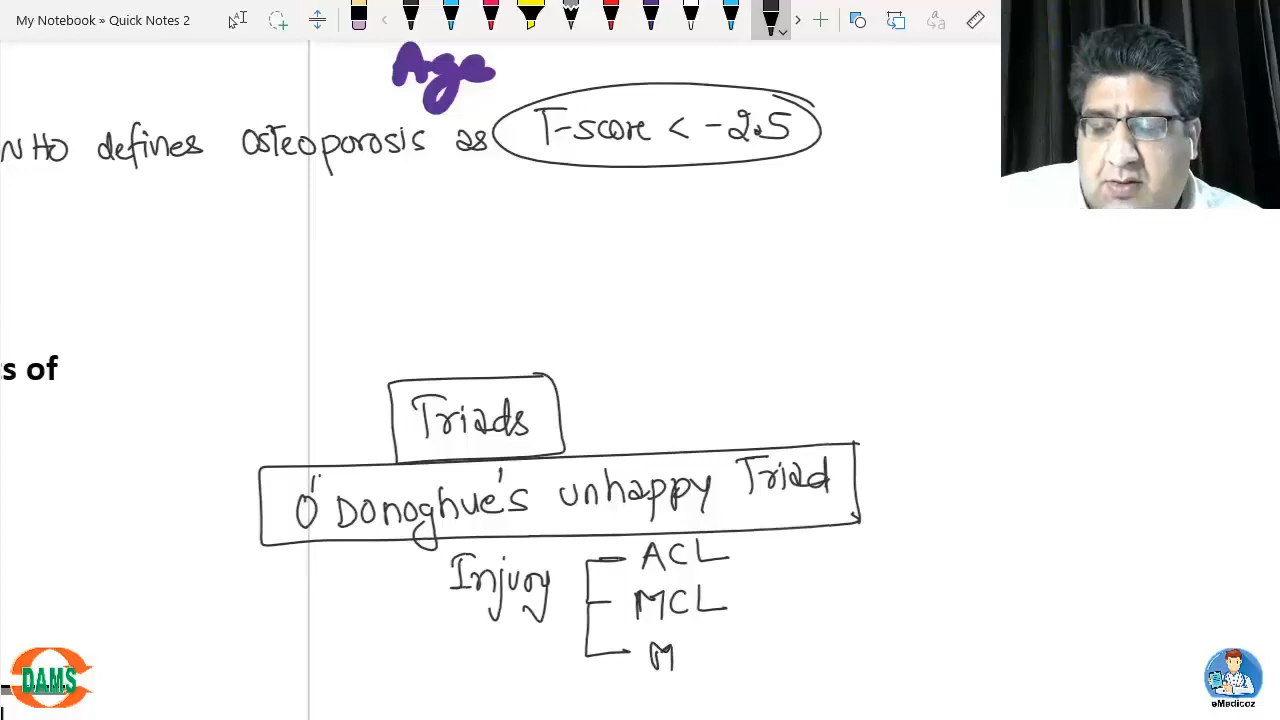 My Notebook » Quick Notes 2
Age
WHO defines Osteoporosis as T-score < -2.5
s of
Triads
O'Donoghue's unhappy Triad
Injury
ACL
MCL
M
DAMS
eMedicoz